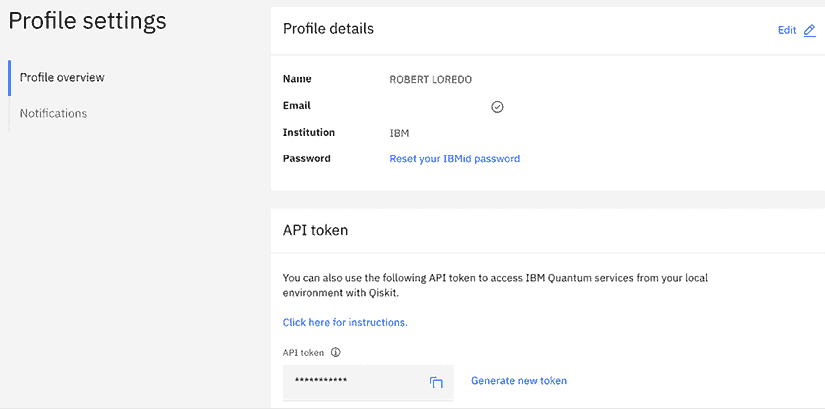 Profile settings
Profile overview
Notifications
Profile details
Edit
Name ROBERT LOREDO
Email
Institution IBM
Password Reset your IBMid password
API token
You can also use the following API token to access IBM Quantum services from your local
environment with Qiskit.
Click here for instructions.
API token
***********
Generate new token